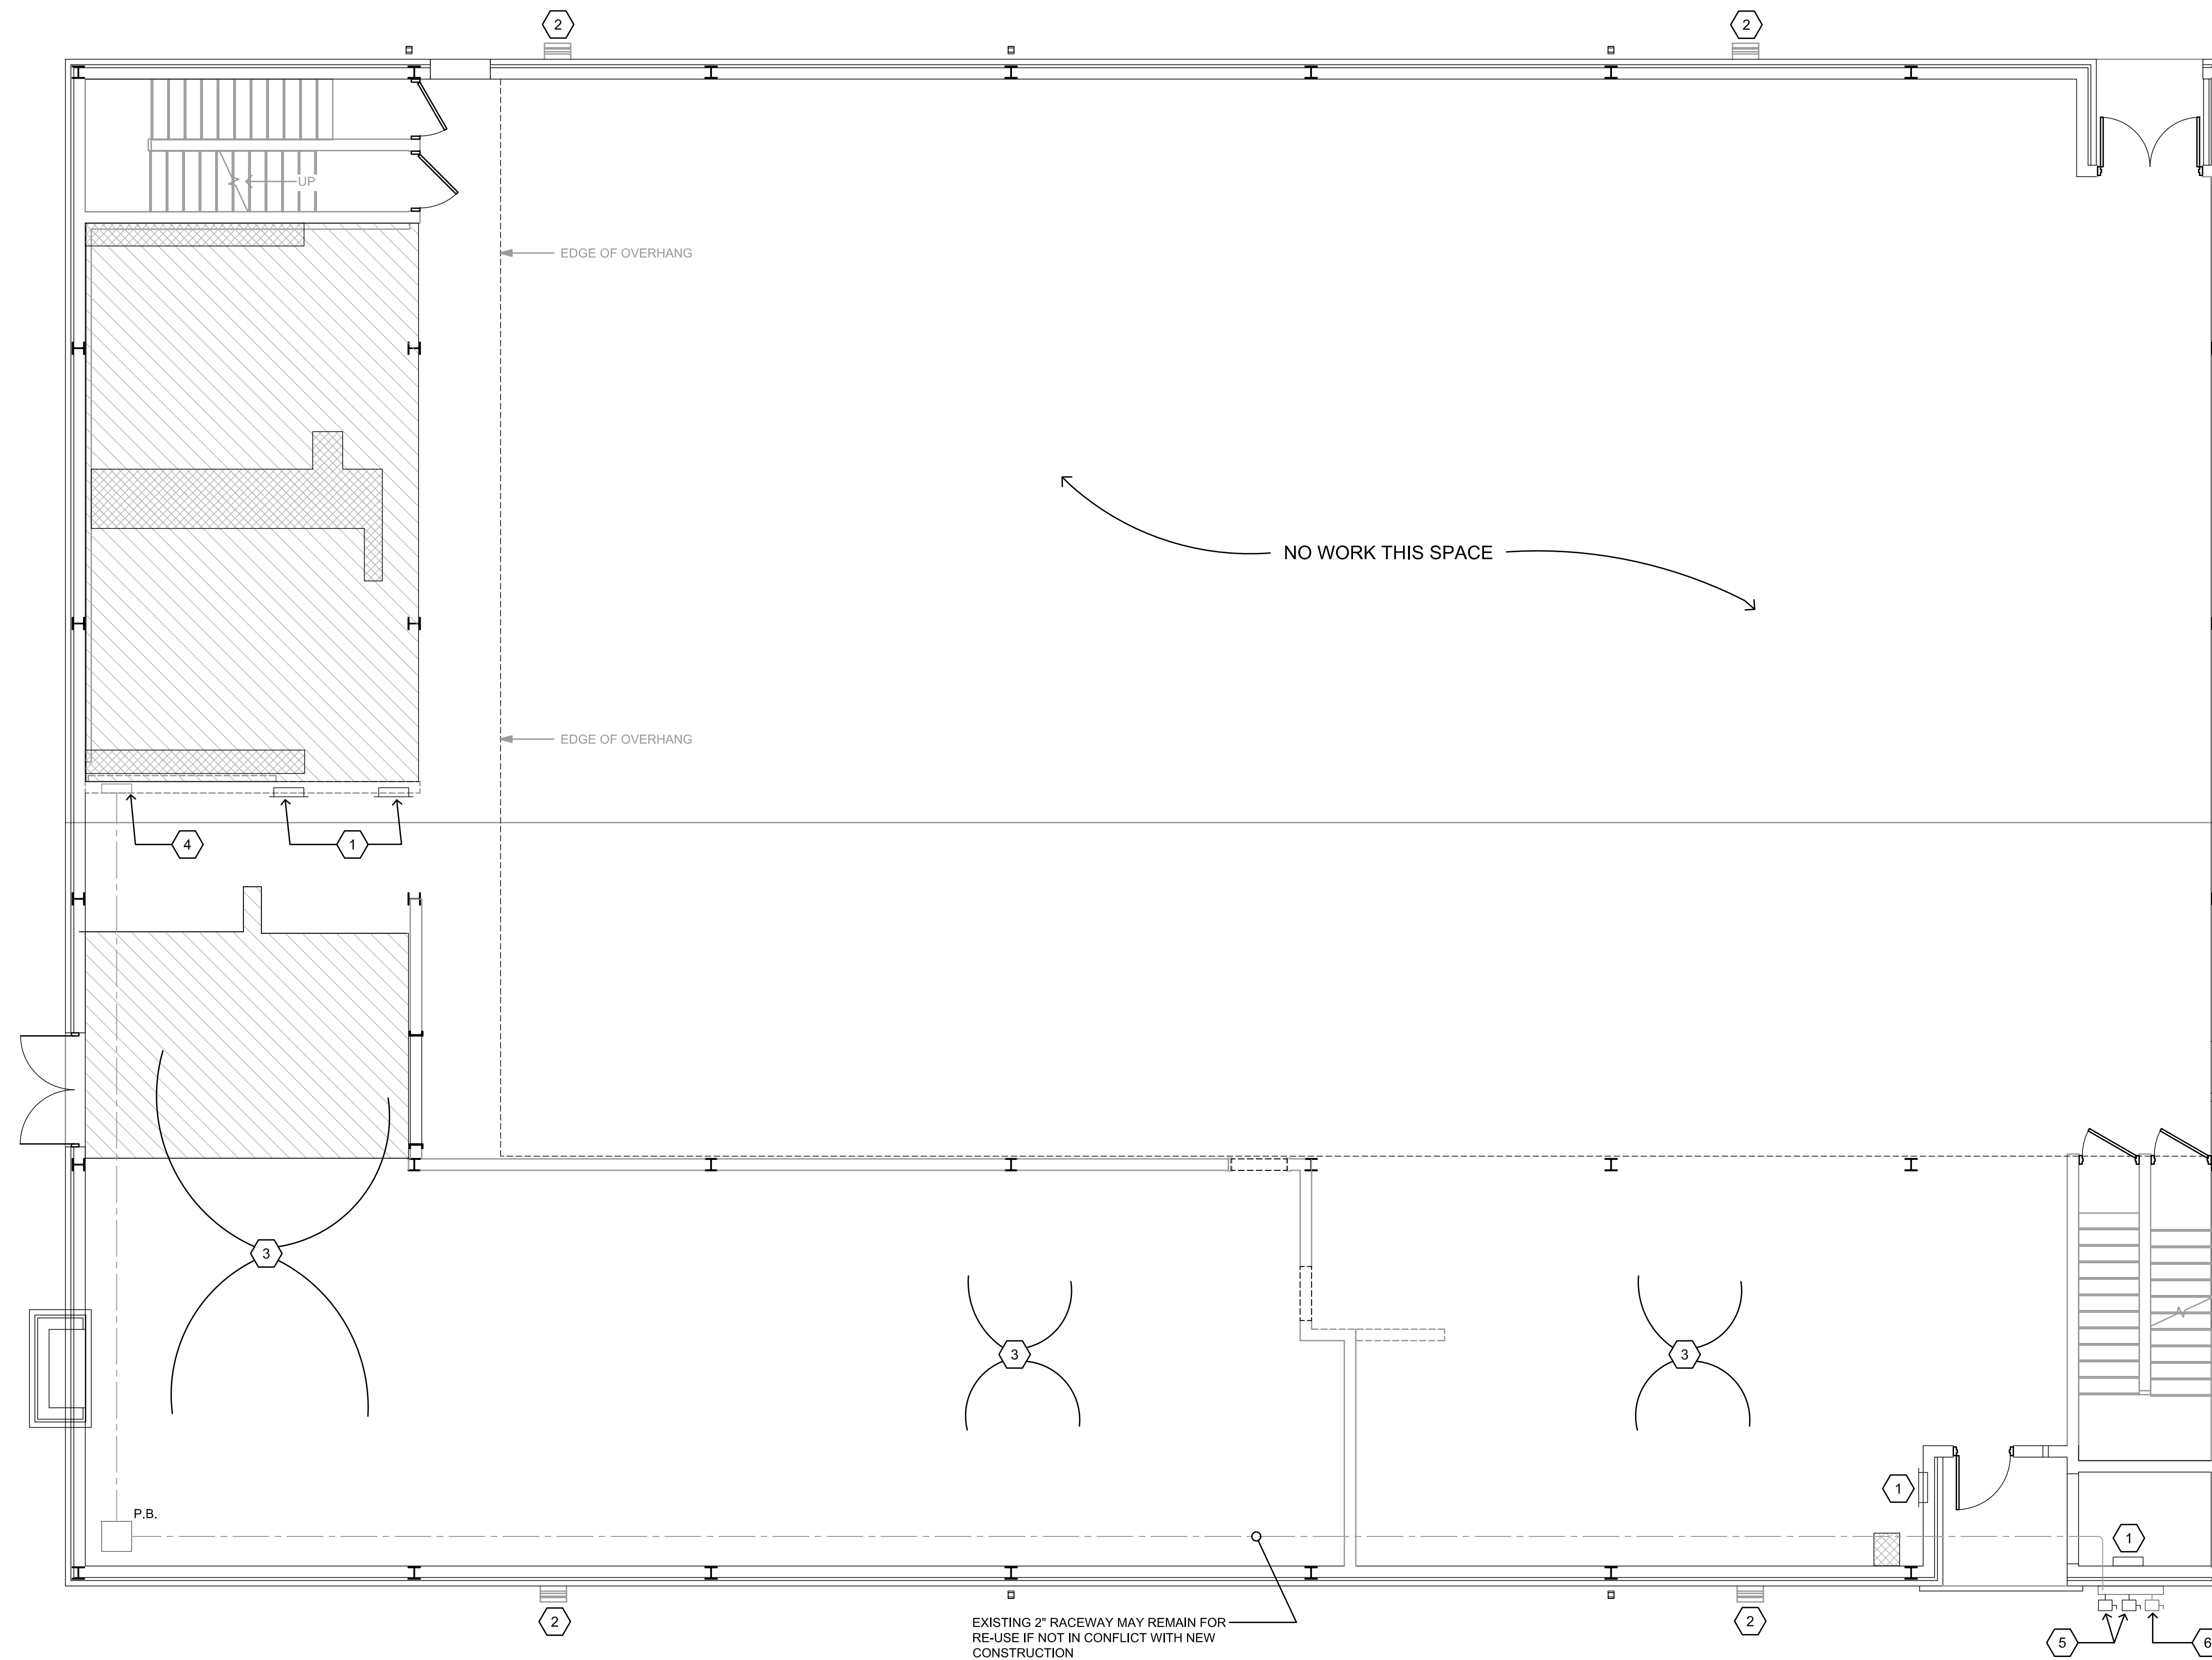 2
2
UP
EDGE OF OVERHANG
NO WORK THIS SPACE
EDGE OF OVERHANG
4
1
3
3
3
1
P.B.
1
2
EXISTING 2" RACEWAY MAY REMAIN FOR
RE-USE IF NOT IN CONFLICT WITH NEW
CONSTRUCTION
2
5
6